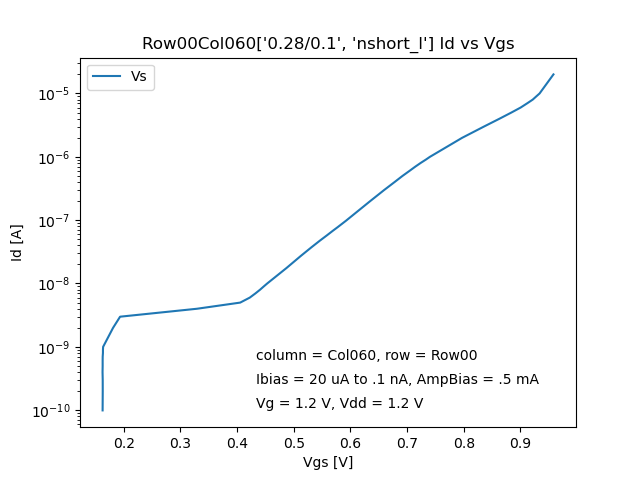 Row00Col060['0.28/0.1', 'nshort_l'] Id vs Vgs
Vs
10⁻⁵
10⁻⁶
10⁻⁷
10⁻⁸
10⁻⁹
10⁻¹⁰
Id [A]
column = Col060, row = Row00
Ibias = 20 uA to .1 nA, AmpBias = .5 mA
Vg = 1.2 V, Vdd = 1.2 V
0.2 0.3 0.4 0.5 0.6 0.7 0.8 0.9
Vgs [V]